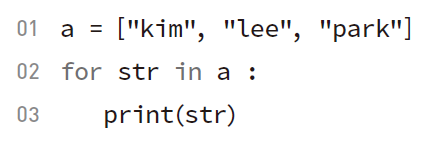 01 a = ["kim", "lee", "park"]
02 for str in a :
03    print(str)